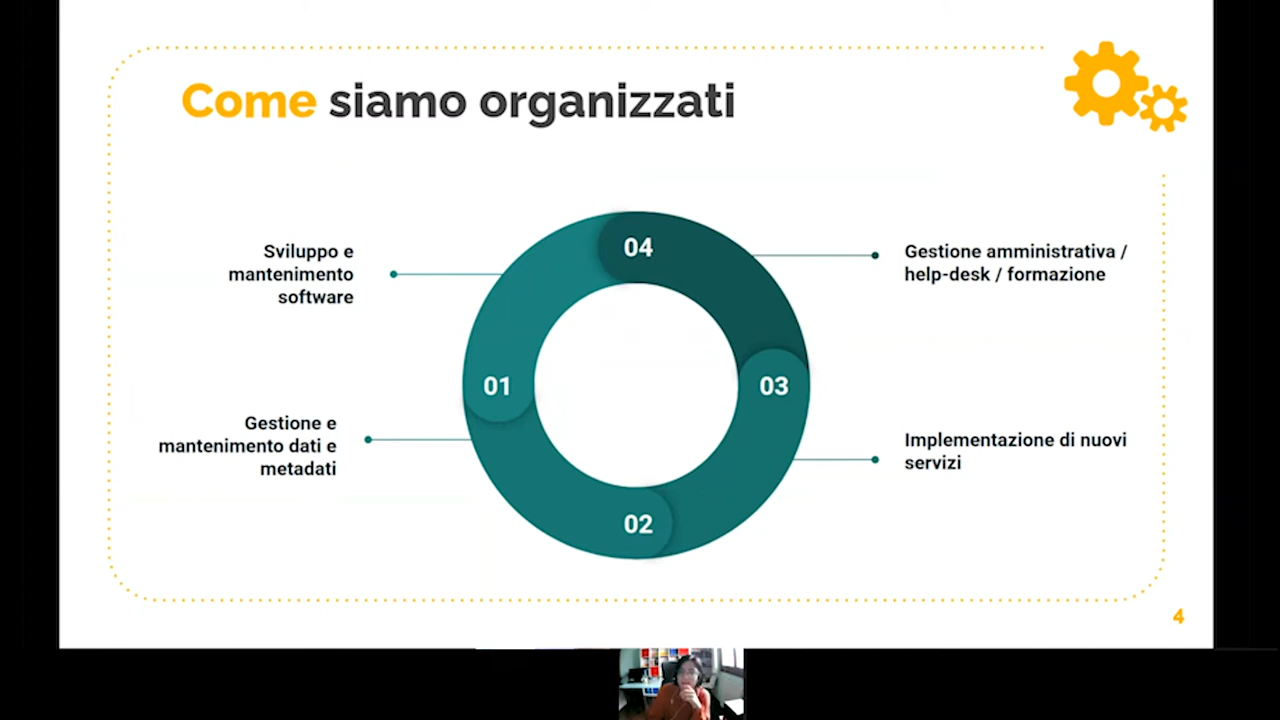 Come siamo organizzati
Sviluppo e
mantenimento
software
04
Gestione amministrativa /
help-desk / formazione
01
03
Gestione e
mantenimento dati e
metadati
Implementazione di nuovi
servizi
02
4